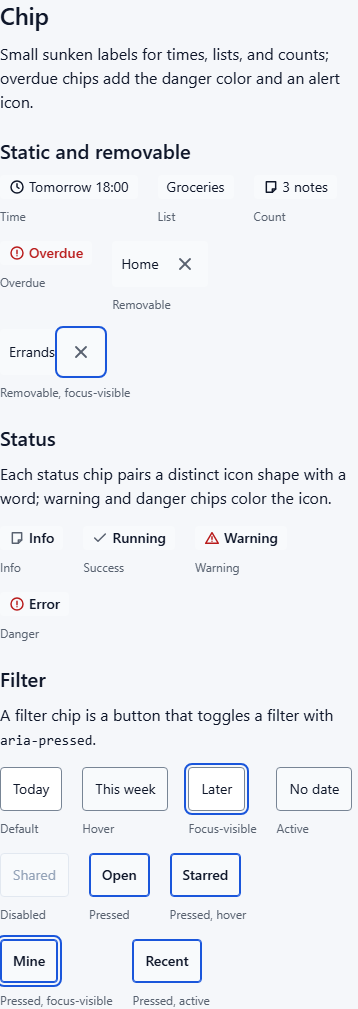 Chip
Small sunken labels for times, lists, and counts;
overdue chips add the danger color and an alert
icon.
Static and removable
Tomorrow 18:00 Groceries 3 notes
Time List Count
Overdue Home
Overdue Removable
Errands
Removable, focus-visible
Status
Each status chip pairs a distinct icon shape with a
word; warning and danger chips color the icon.
Info Running Warning
Info Success Warning
Error
Danger
Filter
A filter chip is a button that toggles a filter with
aria-pressed.
Today This week Later No date
Default Hover Focus-visible Active
Shared Open Starred
Disabled Pressed Pressed, hover
Mine Recent
Pressed, focus-visible Pressed, active